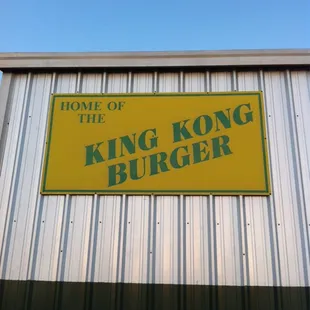 HOME OF
THE
KING KONG
BURGER